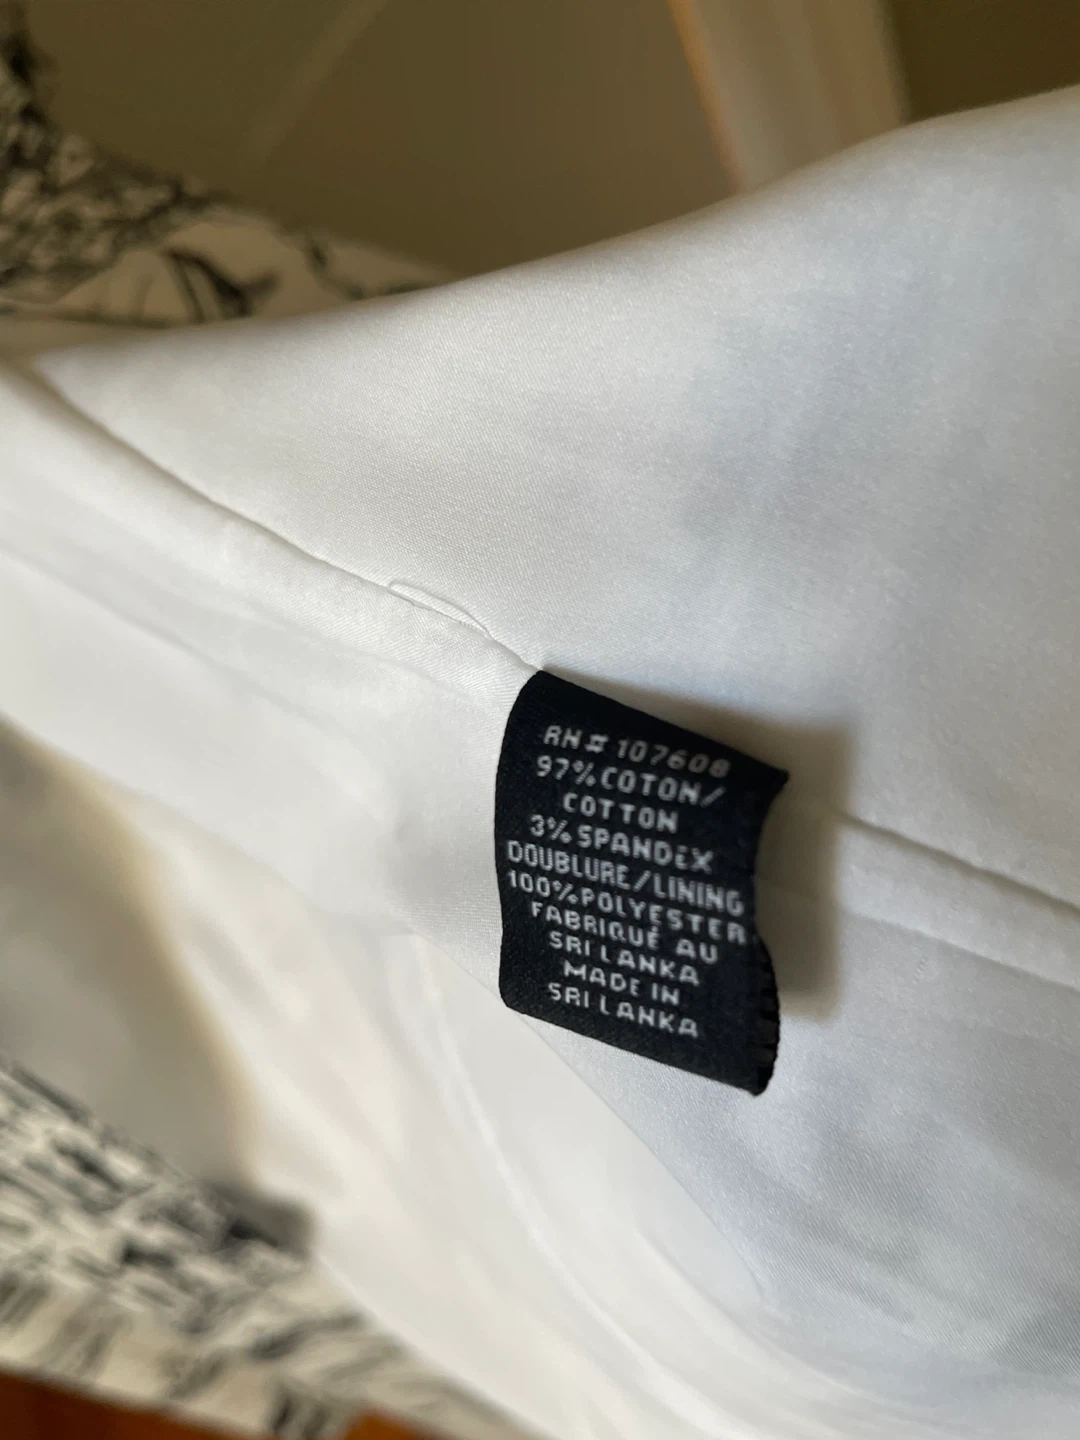 RN# 107608
97%COTON/
COTTON
3%SPANDEX
DOUBLURE/LINING
100%POLYESTER
FABRIQUÉ AU
SRI LANKA
MADE IN
SRI LANKA